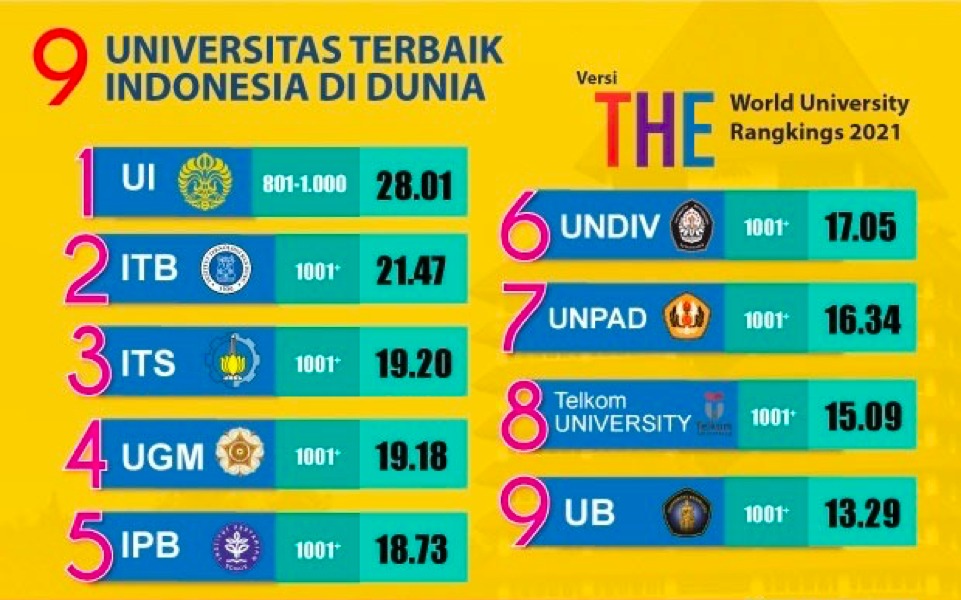 9 UNIVERSITAS TERBAIK
INDONESIA DI DUNIA
Versi
THE World University
Rangkings 2021
1 UI 801-1.000 28.01
2 ITB 1001+ 21.47
3 ITS 1001+ 19.20
4 UGM 1001+ 19.18
5 IPB 1001+ 18.73
6 UNDIV 1001+ 17.05
7 UNPAD 1001+ 16.34
8 Telkom
UNIVERSITY 1001+ 15.09
9 UB 1001+ 13.29